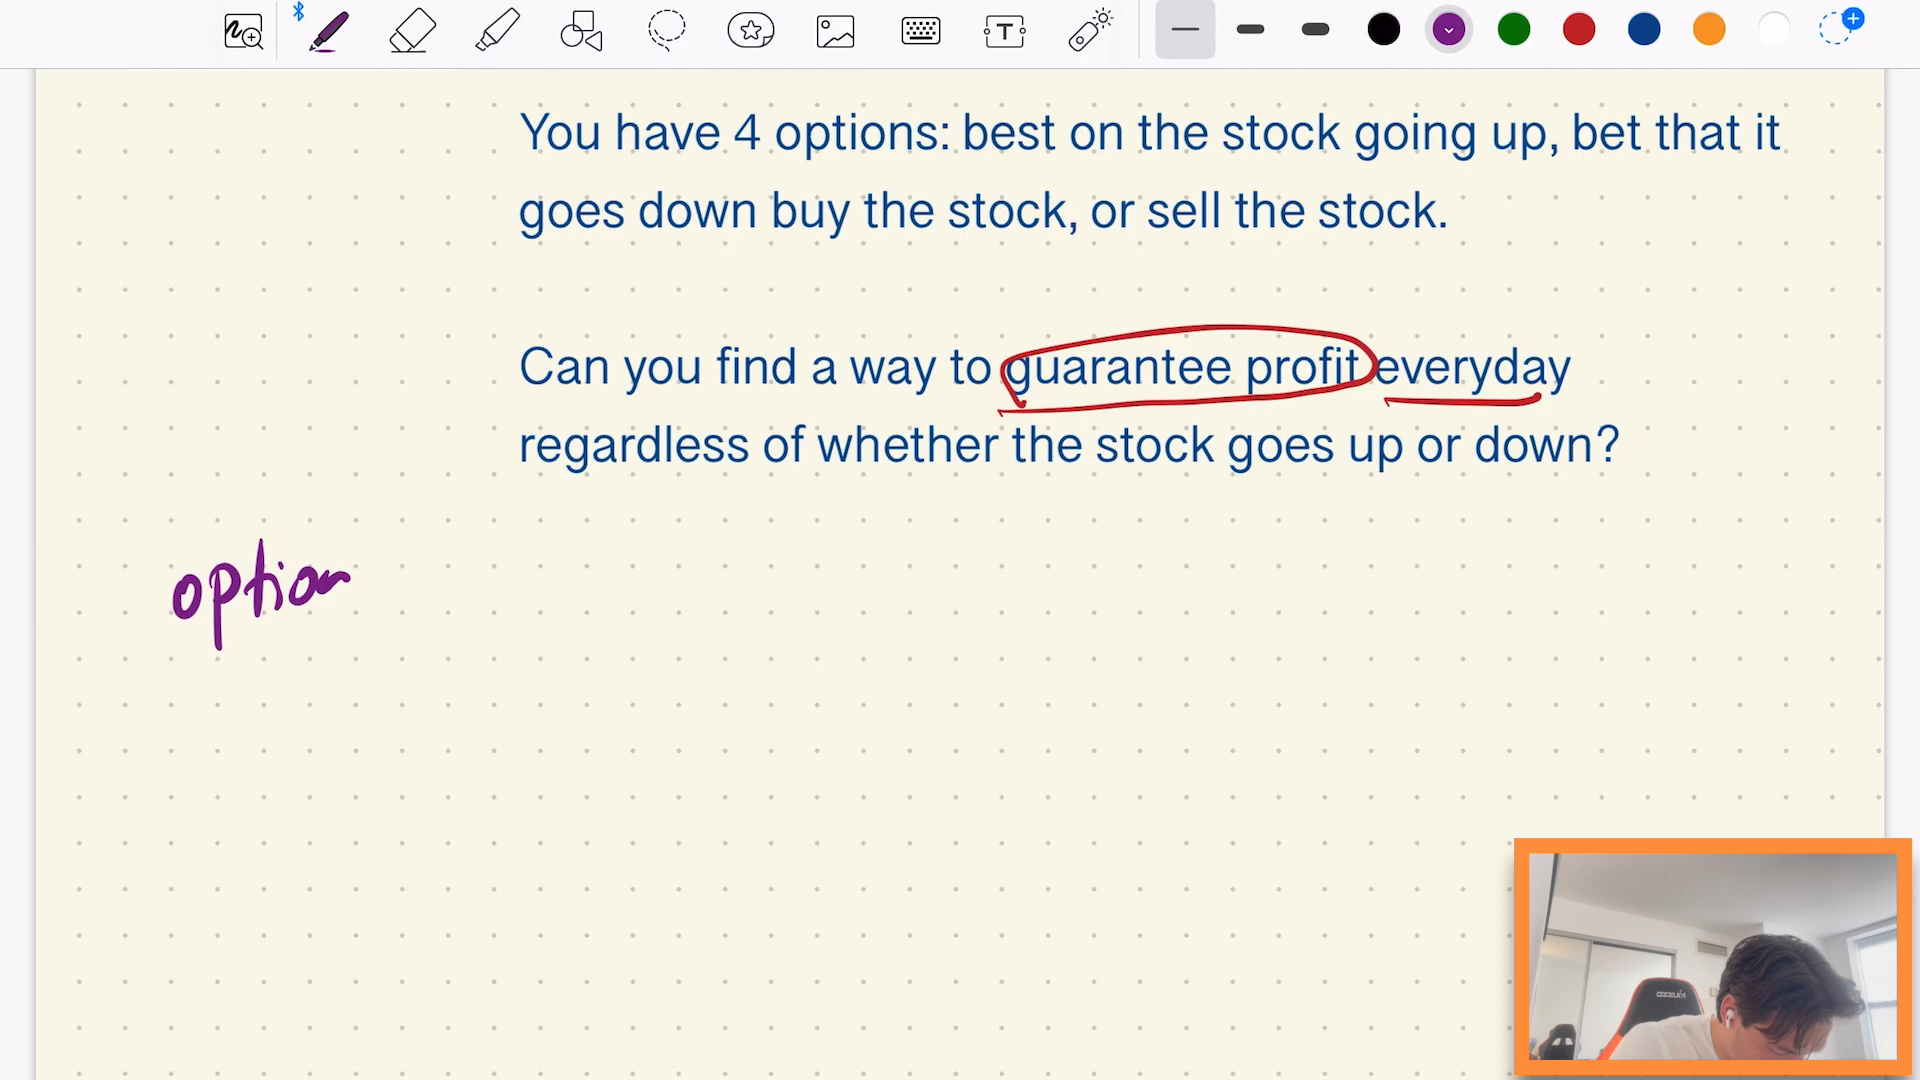 You have 4 options: best on the stock going up, bet that it
goes down buy the stock, or sell the stock.
Can you find a way to guarantee profit everyday
regardless of whether the stock goes up or down?
option
T